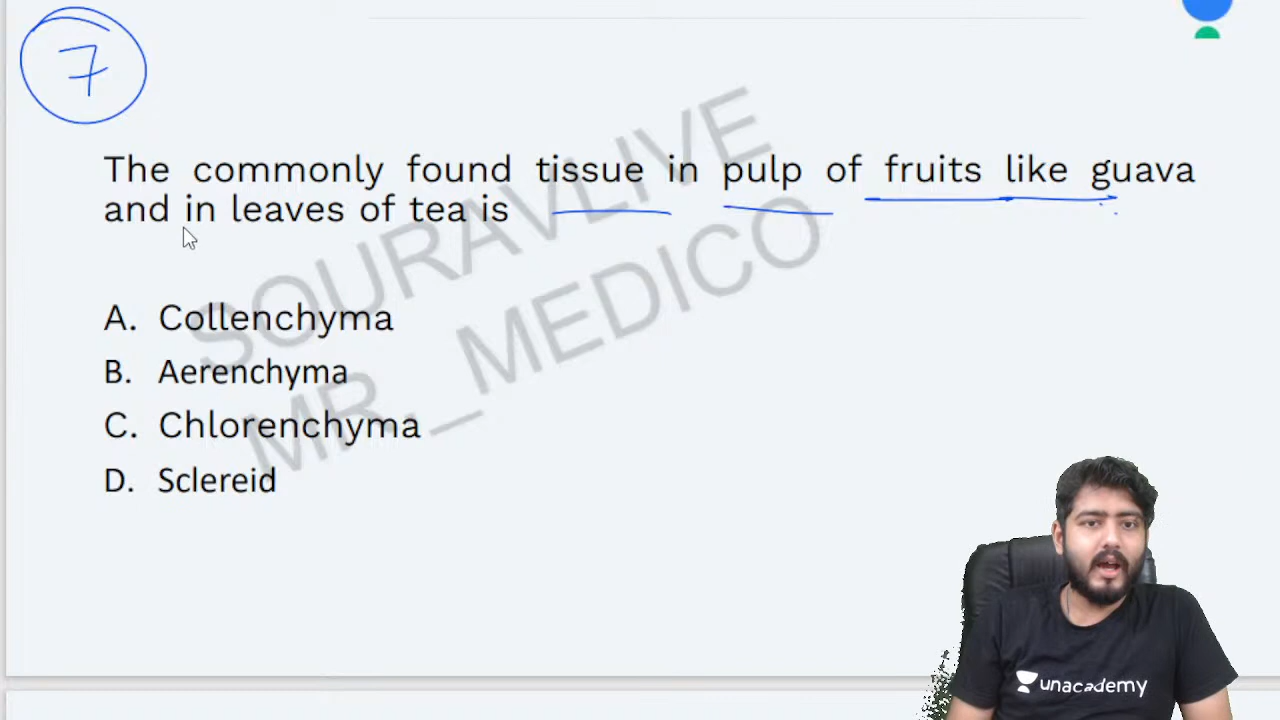 7
The commonly found tissue in pulp of fruits like guava
and in leaves of tea is
SOURAVLIVE
MR._MEDICO
A. Collenchyma
B. Aerenchyma
C. Chlorenchyma
D. Sclereid
unacademy